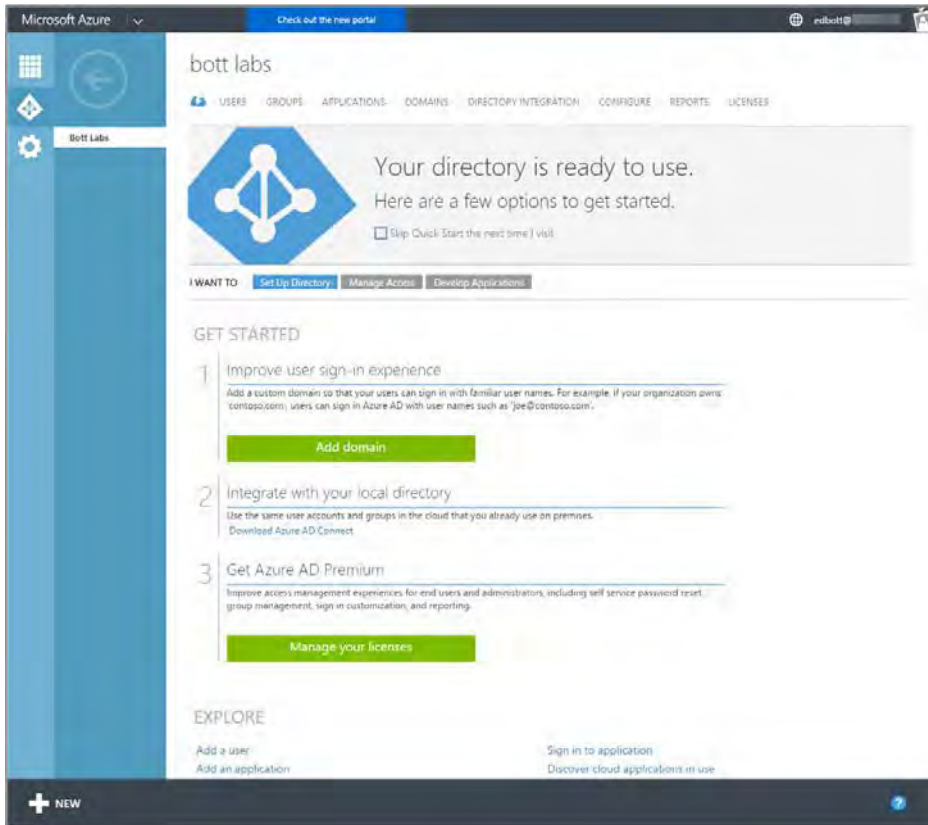 Microsoft Azure
Check out the new portal
edbott@
bott labs
USERS GROUPS APPLICATIONS DOMAINS DIRECTORY INTEGRATION CONFIGURE REPORTS LICENSES
Bott Labs
Your directory is ready to use.
Here are a few options to get started.
Skip Quick Start the next time I visit
I WANT TO Set Up Directory Manage Access Develop Applications
GET STARTED
1 Improve user sign-in experience
Add a custom domain so that your users can sign in with familiar user names. For example, if your organization owns
'contoso.com', users can sign in Azure AD with user names such as 'joe@contoso.com'.
Add domain
2 Integrate with your local directory
Use the same user accounts and groups in the cloud that you already use on premises.
Download Azure AD Connect
3 Get Azure AD Premium
Improve access management experiences for end users and administrators, including self service password reset,
group management, sign in customization, and reporting.
Manage your licenses
EXPLORE
Add a user Sign in to application
Add an application Discover cloud applications in use
NEW ?